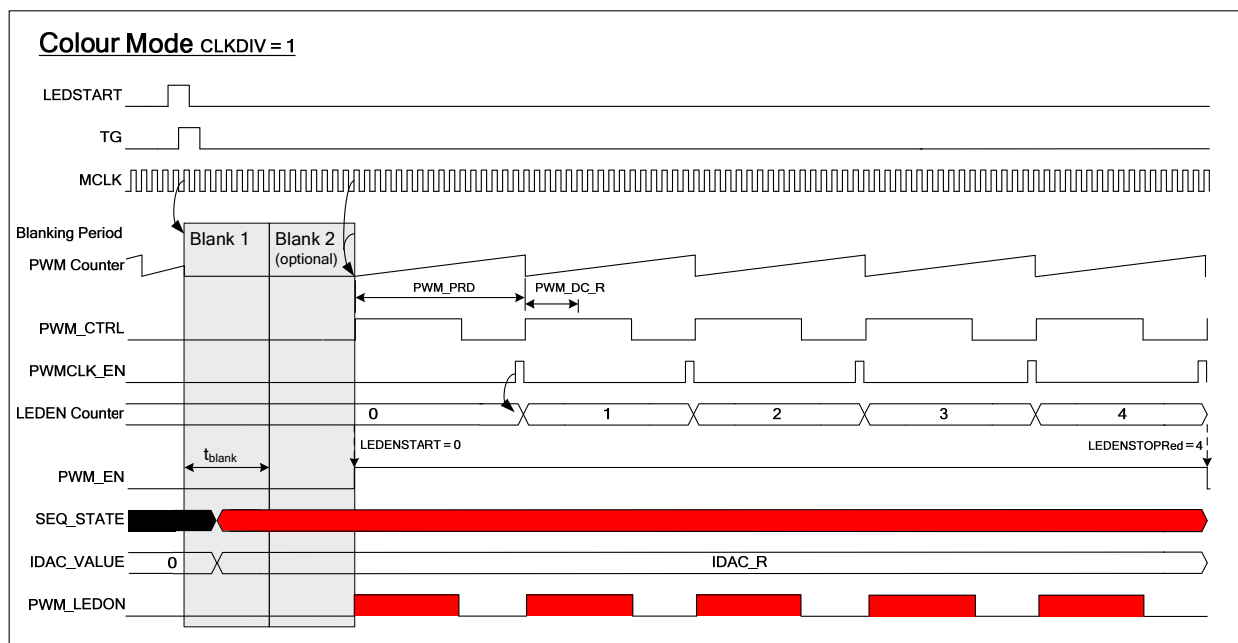 Colour Mode CLKDIV = 1
LEDSTART
TG
MCLK
Blanking Period
Blank 1
Blank 2
(optional)
PWM Counter
PWM_PRD
PWM_DC_R
PWM_CTRL
PWMCLK_EN
LEDEN Counter
0
1
2
3
4
LEDENSTART = 0
LEDENSTOPRed = 4
tblank
PWM_EN
SEQ_STATE
IDAC_VALUE
0
IDAC_R
PWM_LEDON